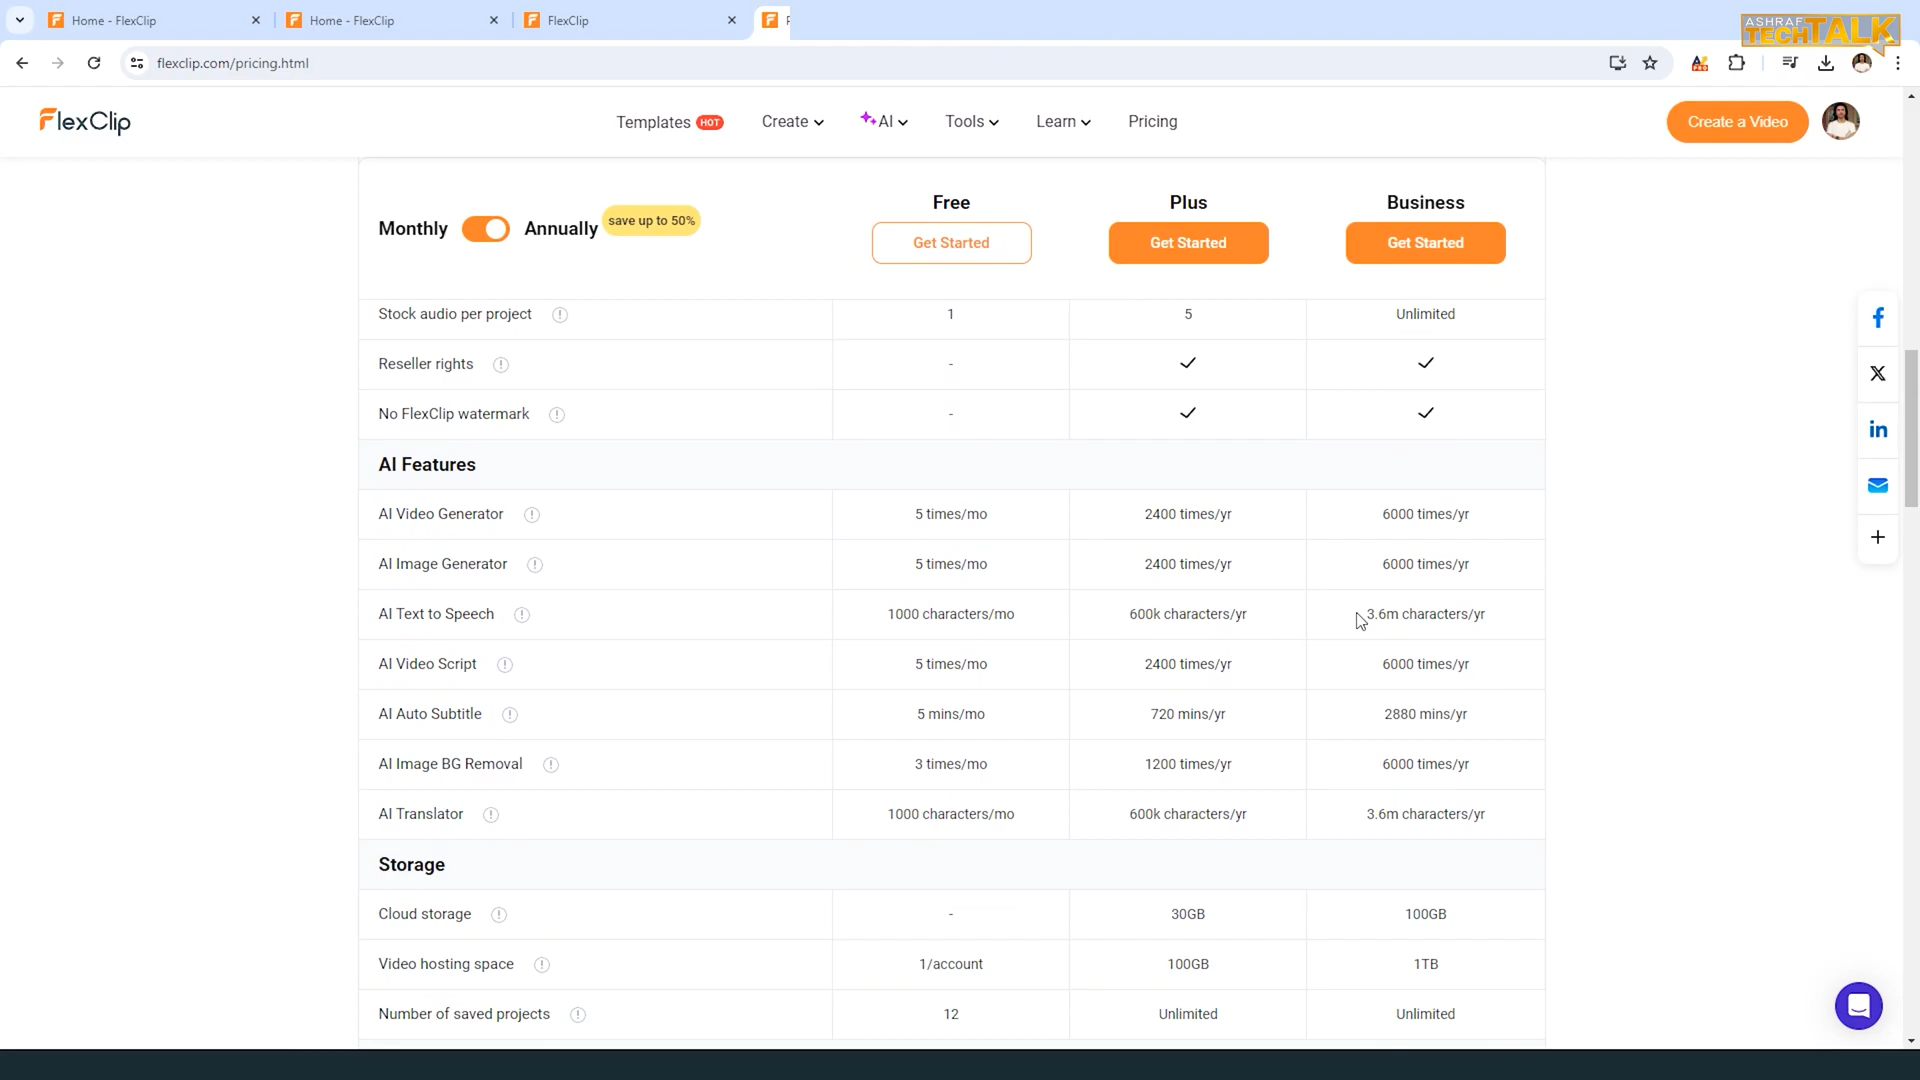 Home - FlexClip
Home - FlexClip
FlexClip
ASHRAF
TECH TALK
flexclip.com/pricing.html
FlexClip
Templates HOT
Create
AI
Tools
Learn
Pricing
Create a Video
Monthly
Annually
save up to 50%
Free
Plus
Business
Get Started
Get Started
Get Started
Stock audio per project 1 5 Unlimited
Reseller rights -
No FlexClip watermark -
AI Features
AI Video Generator 5 times/mo 2400 times/yr 6000 times/yr
AI Image Generator 5 times/mo 2400 times/yr 6000 times/yr
AI Text to Speech 1000 characters/mo 600k characters/yr 3.6m characters/yr
AI Video Script 5 times/mo 2400 times/yr 6000 times/yr
AI Auto Subtitle 5 mins/mo 720 mins/yr 2880 mins/yr
AI Image BG Removal 3 times/mo 1200 times/yr 6000 times/yr
AI Translator 1000 characters/mo 600k characters/yr 3.6m characters/yr
Storage
Cloud storage - 30GB 100GB
Video hosting space 1/account 100GB 1TB
Number of saved projects 12 Unlimited Unlimited